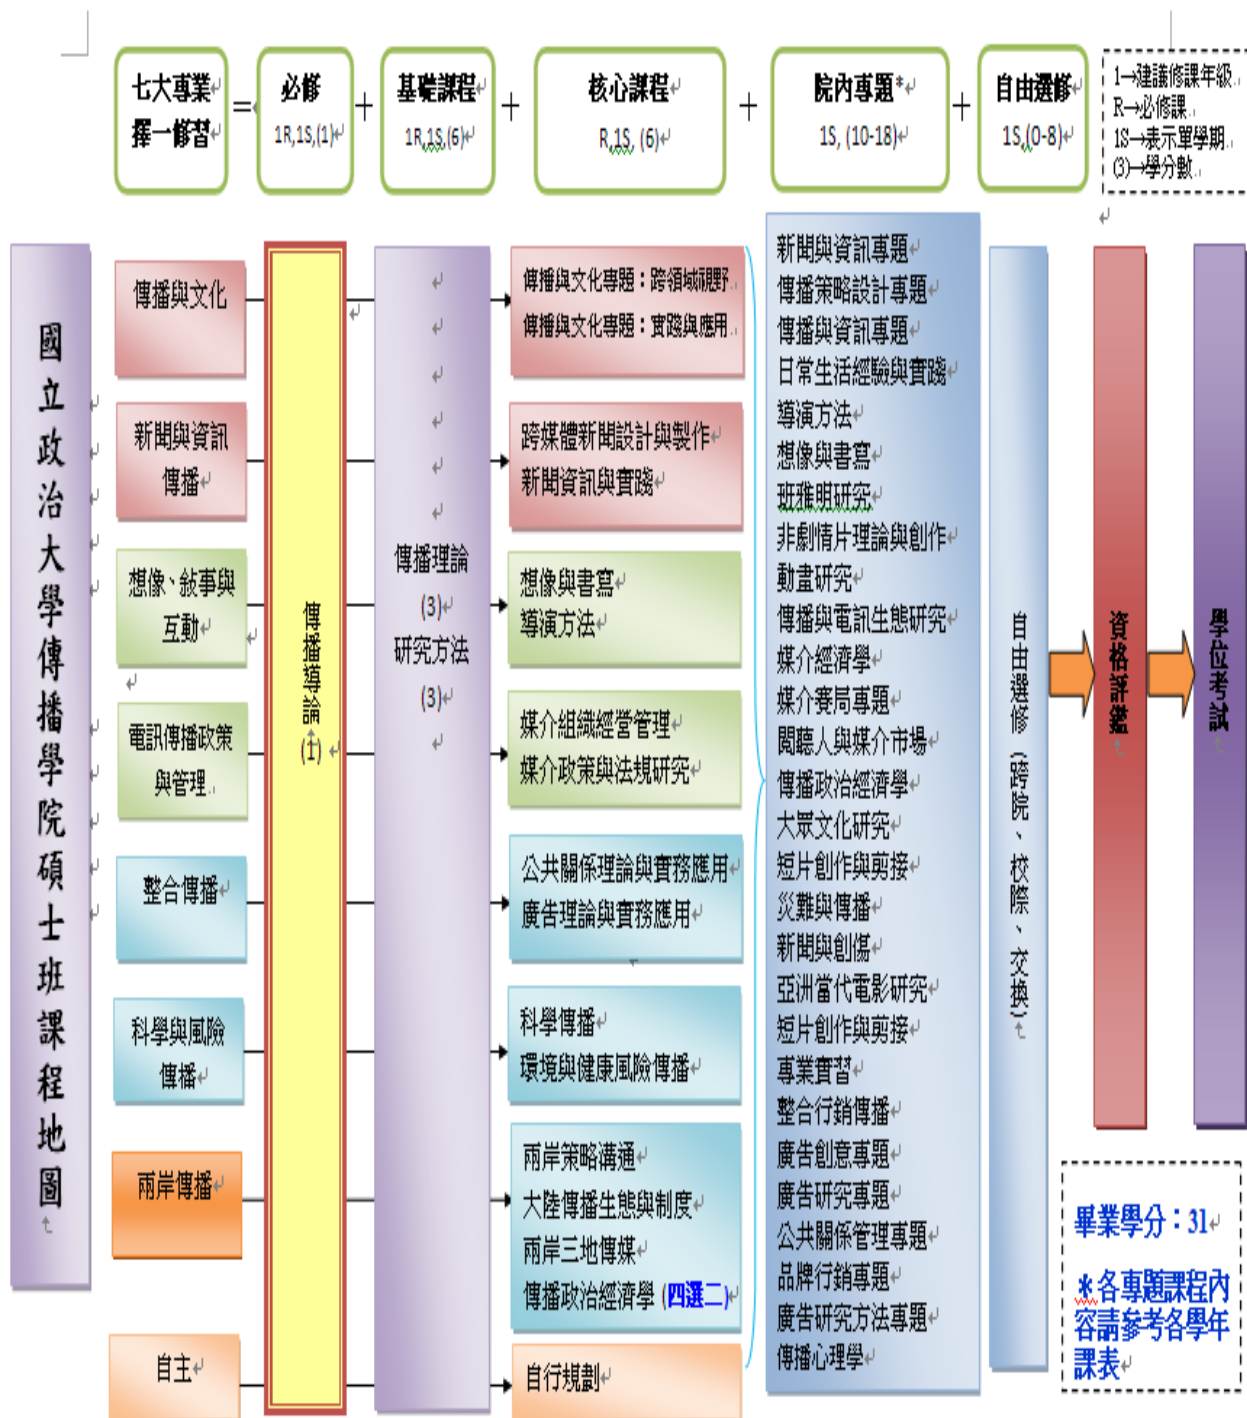 七大專業
擇一修習
=
必修
1R,1S,(1)
+
基礎課程
1R,1S,(6)
+
核心課程
R,1S, (6)
+
院內專題*
1S, (10-18)
+
自由選修
1S,(0-8)
1→建議修課年級
R→必修課
1S→表示單學期
(3)→學分數
國立政治大學傳播學院碩士班課程地圖
傳播與文化
新聞與資訊
傳播
想像、敘事與
互動
電訊傳播政策
與管理
整合傳播
科學與風險
傳播
兩岸傳播
自主
傳播導論
(1)
傳播理論
(3)
研究方法
(3)
傳播與文化專題：跨領域視野
傳播與文化專題：實踐與應用
跨媒體新聞設計與製作
新聞資訊與實踐
想像與書寫
導演方法
媒介組織經營管理
媒介政策與法規研究
公共關係理論與實務應用
廣告理論與實務應用
科學傳播
環境與健康風險傳播
兩岸策略溝通
大陸傳播生態與制度
兩岸三地傳媒
傳播政治經濟學 (四選二)
自行規劃
新聞與資訊專題
傳播策略設計專題
傳播與資訊專題
日常生活經驗與實踐
導演方法
想像與書寫
班雅明研究
非劇情片理論與創作
動畫研究
傳播與電訊生態研究
媒介經濟學
媒介賽局專題
閱聽人與媒介市場
傳播政治經濟學
大眾文化研究
短片創作與剪接
災難與傳播
新聞與創傷
亞洲當代電影研究
短片創作與剪接
專業實習
整合行銷傳播
廣告創意專題
廣告研究專題
公共關係管理專題
品牌行銷專題
廣告研究方法專題
傳播心理學
自由選修（跨院、校際、交換）
資格評鑑
學位考試
畢業學分：31
*各專題課程內
容請參考各學年
課表